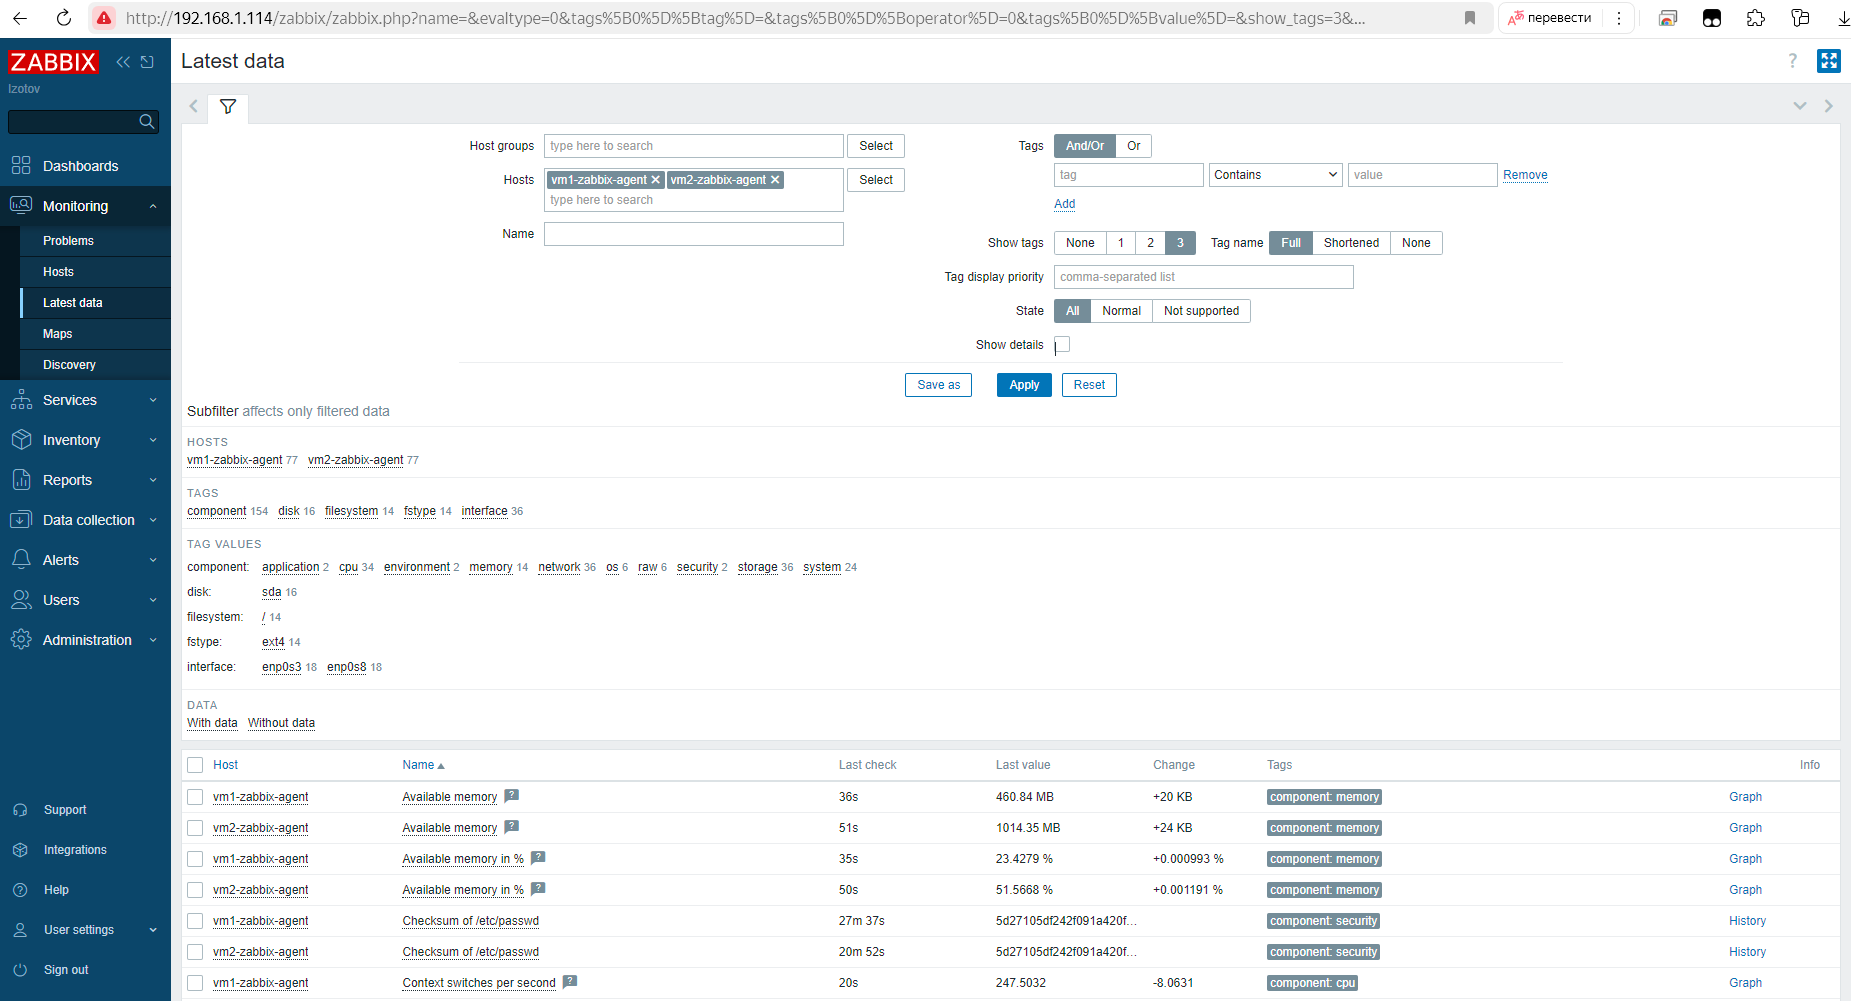 http://192.168.1.114/zabbix/zabbix.php?name=&evaltype=0&tags%5B0%5D%5Btag%5D=&tags%5B0%5D%5Boperator%5D=0&tags%5B0%5D%5Bvalue%5D=&show_tags=3&... перевести
ZABBIX
Izotov
Dashboards
Monitoring
Problems
Hosts
Latest data
Maps
Discovery
Services
Inventory
Reports
Data collection
Alerts
Users
Administration
Support
Integrations
Help
User settings
Sign out
Latest data ?
Host groups type here to search Select
Hosts vm1-zabbix-agent vm2-zabbix-agent Select
type here to search
Name
Tags And/Or Or
tag Contains value Remove
Add
Show tags None 1 2 3 Tag name Full Shortened None
Tag display priority comma-separated list
State All Normal Not supported
Show details
Save as Apply Reset
Subfilter affects only filtered data
HOSTS
vm1-zabbix-agent 77 vm2-zabbix-agent 77
TAGS
component 154 disk 16 filesystem 14 fstype 14 interface 36
TAG VALUES
component: application 2 cpu 34 environment 2 memory 14 network 36 os 6 raw 6 security 2 storage 36 system 24
disk: sda 16
filesystem: / 14
fstype: ext4 14
interface: enp0s3 18 enp0s8 18
DATA
With data Without data
Host Name Last check Last value Change Tags Info
vm1-zabbix-agent Available memory ? 36s 460.84 MB +20 KB component: memory Graph
vm2-zabbix-agent Available memory ? 51s 1014.35 MB +24 KB component: memory Graph
vm1-zabbix-agent Available memory in % ? 35s 23.4279 % +0.000993 % component: memory Graph
vm2-zabbix-agent Available memory in % ? 50s 51.5668 % +0.001191 % component: memory Graph
vm1-zabbix-agent Checksum of /etc/passwd 27m 37s 5d27105df242f091a420f... component: security History
vm2-zabbix-agent Checksum of /etc/passwd 20m 52s 5d27105df242f091a420f... component: security History
vm1-zabbix-agent Context switches per second ? 20s 247.5032 -8.0631 component: cpu Graph